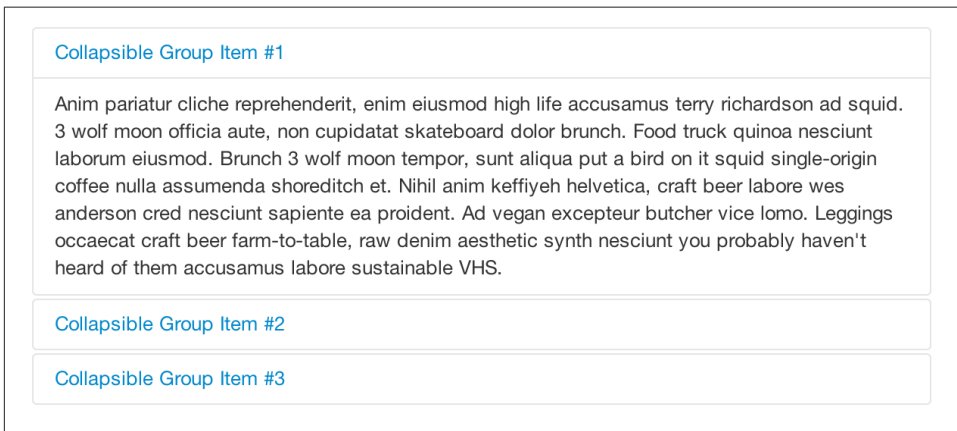 Collapsible Group Item #1
Anim pariatur cliche reprehenderit, enim eiusmod high life accusamus terry richardson ad squid.
3 wolf moon officia aute, non cupidatat skateboard dolor brunch. Food truck quinoa nesciunt
laborum eiusmod. Brunch 3 wolf moon tempor, sunt aliqua put a bird on it squid single-origin
coffee nulla assumenda shoreditch et. Nihil anim keffiyeh helvetica, craft beer labore wes
anderson cred nesciunt sapiente ea proident. Ad vegan excepteur butcher vice lomo. Leggings
occaecat craft beer farm-to-table, raw denim aesthetic synth nesciunt you probably haven't
heard of them accusamus labore sustainable VHS.
Collapsible Group Item #2
Collapsible Group Item #3